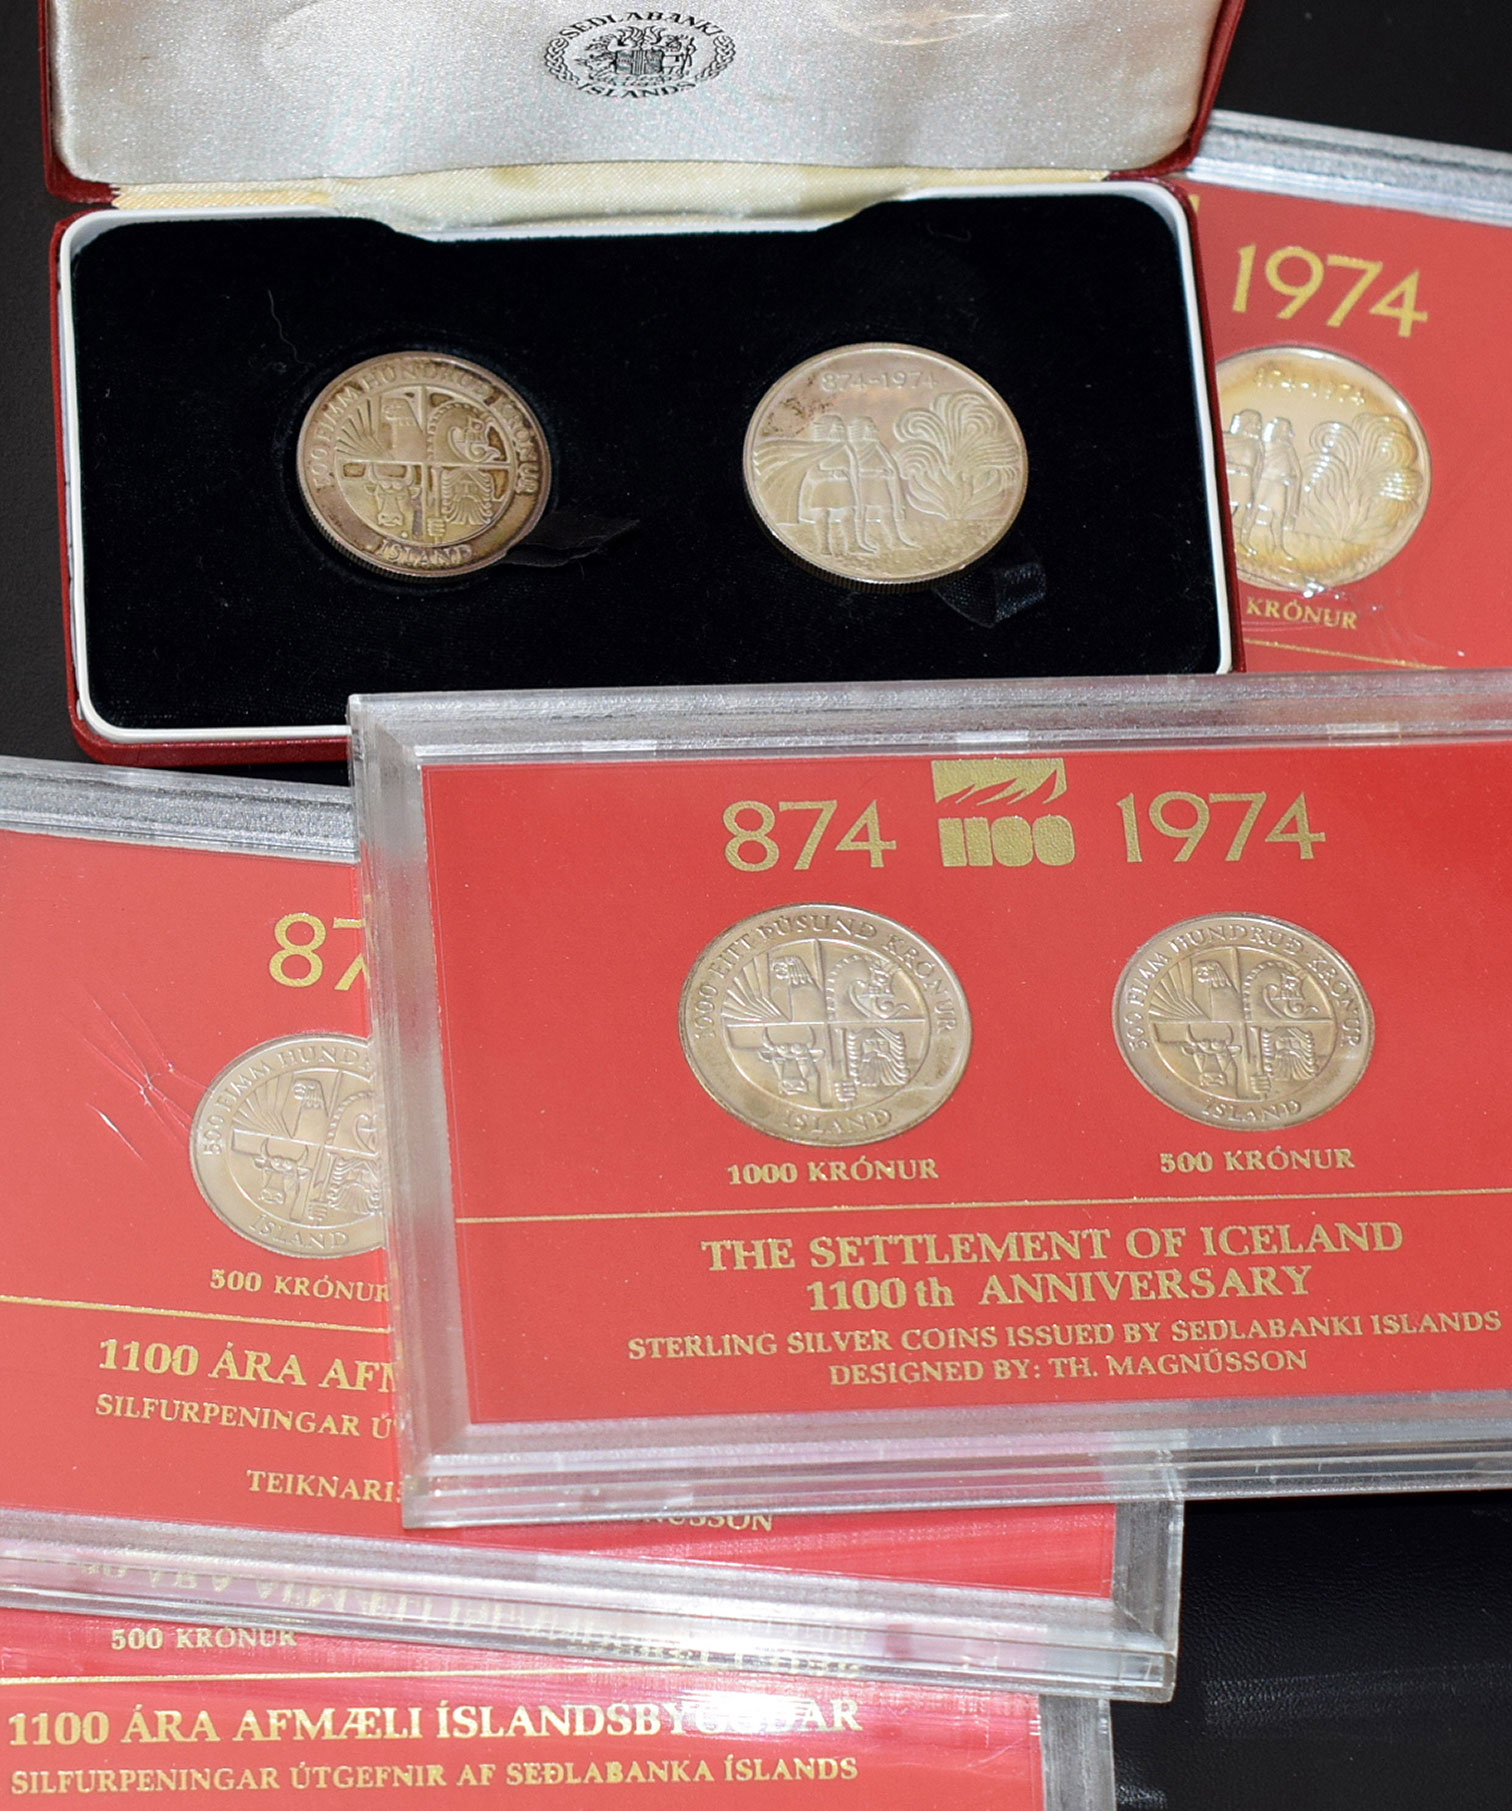 SEÐLABANKI
ÍSLANDS
500 FIMM HUNDRUÐ KRÓNUR
ÍSLAND
874-1974
1974
874-1974
KRÓNUR
874 1100 1974
1000 EITT ÞÚSUND KRÓNUR
ÍSLAND
500 FIMM HUNDRUÐ KRÓNUR
ÍSLAND
1000 KRÓNUR
500 KRÓNUR
THE SETTLEMENT OF ICELAND
1100th ANNIVERSARY
STERLING SILVER COINS ISSUED BY SEÐLABANKI ISLANDS
DESIGNED BY: TH. MAGNÚSSON
87
500 FIMM HUNDR
ÍSLAND
500 KRÓNUR
1100 ÁRA AF
SILFURPENINGAR Ú
TEIKNARI
500 KRÓNUR
1100 ÁRA AFMÆLI ÍSLANDSBYGGÐAR
SILFURPENINGAR ÚTGEFNIR AF SEÐLABANKA ÍSLANDS